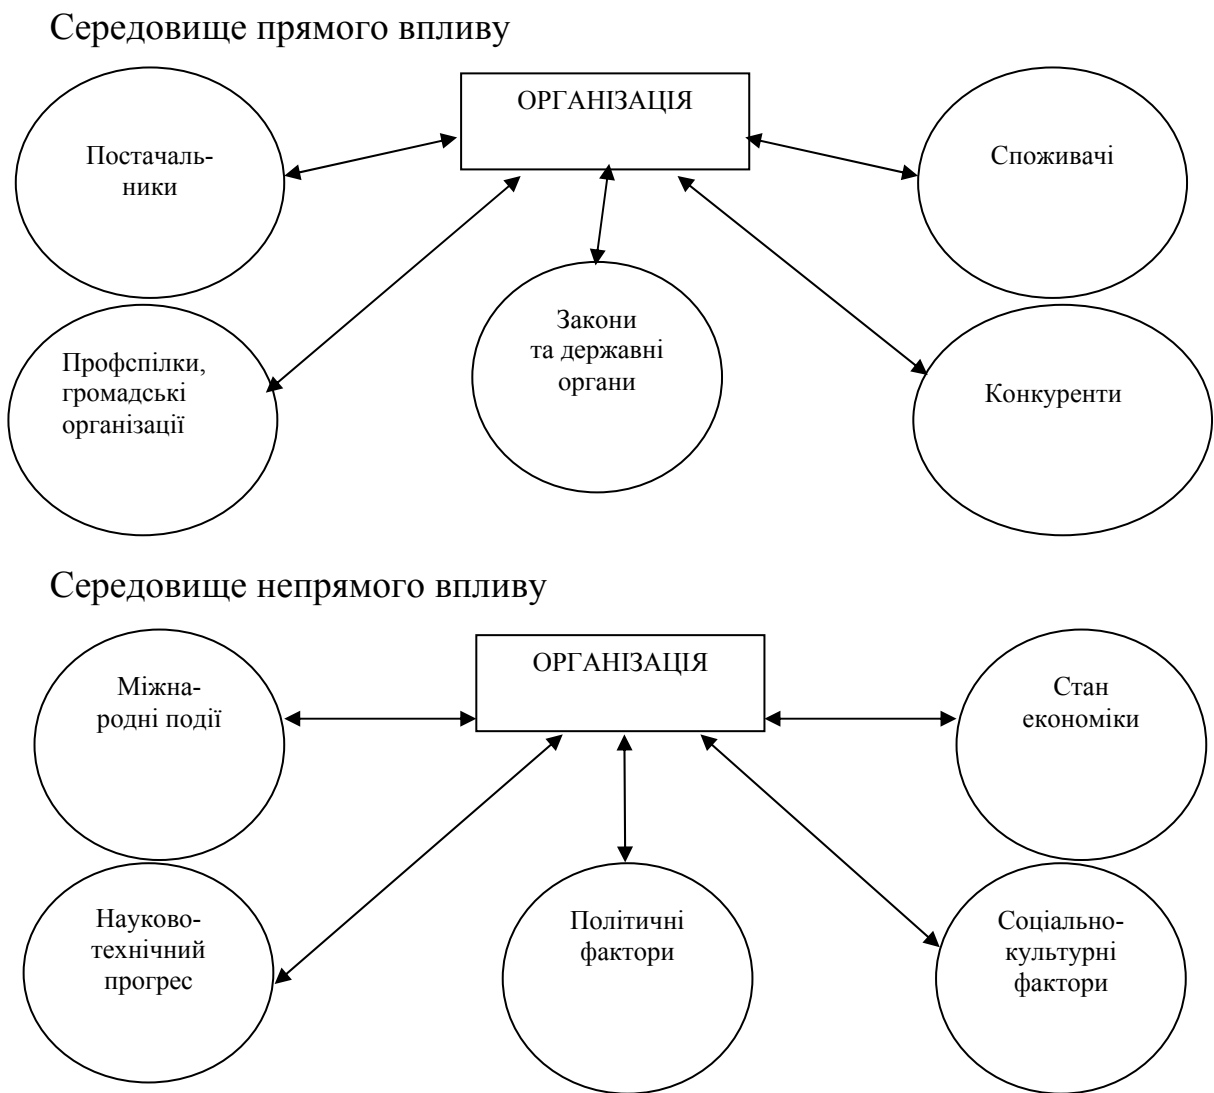 Середовище прямого впливу
ОРГАНІЗАЦІЯ
Постачаль-
ники
Споживачі
Закони
та державні
органи
Профспілки,
громадські
організації
Конкуренти
Середовище непрямого впливу
ОРГАНІЗАЦІЯ
Міжна-
родні події
Стан
економіки
Науково-
технічний
прогрес
Політичні
фактори
Соціально-
культурні
фактори